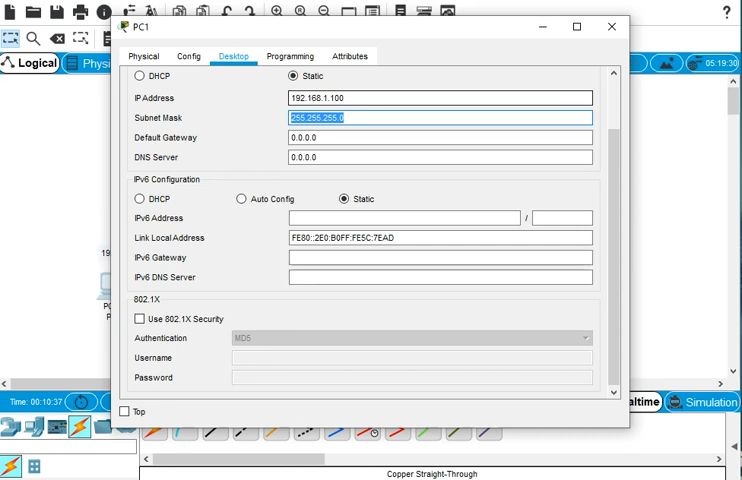 PC1
Physical Config Desktop Programming Attributes
Logical Physi 05:19:30
DHCP Static
IP Address 192.168.1.100
Subnet Mask 255.255.255.0
Default Gateway 0.0.0.0
DNS Server 0.0.0.0
IPv6 Configuration
DHCP Auto Config Static
IPv6 Address /
Link Local Address FE80::2E0:B0FF:FE5C:7EAD
IPv6 Gateway
IPv6 DNS Server
802.1X
Use 802.1X Security
Authentication MD5
Username
Password
Time: 00:10:37 altime Simulation
Top
Copper Straight-Through